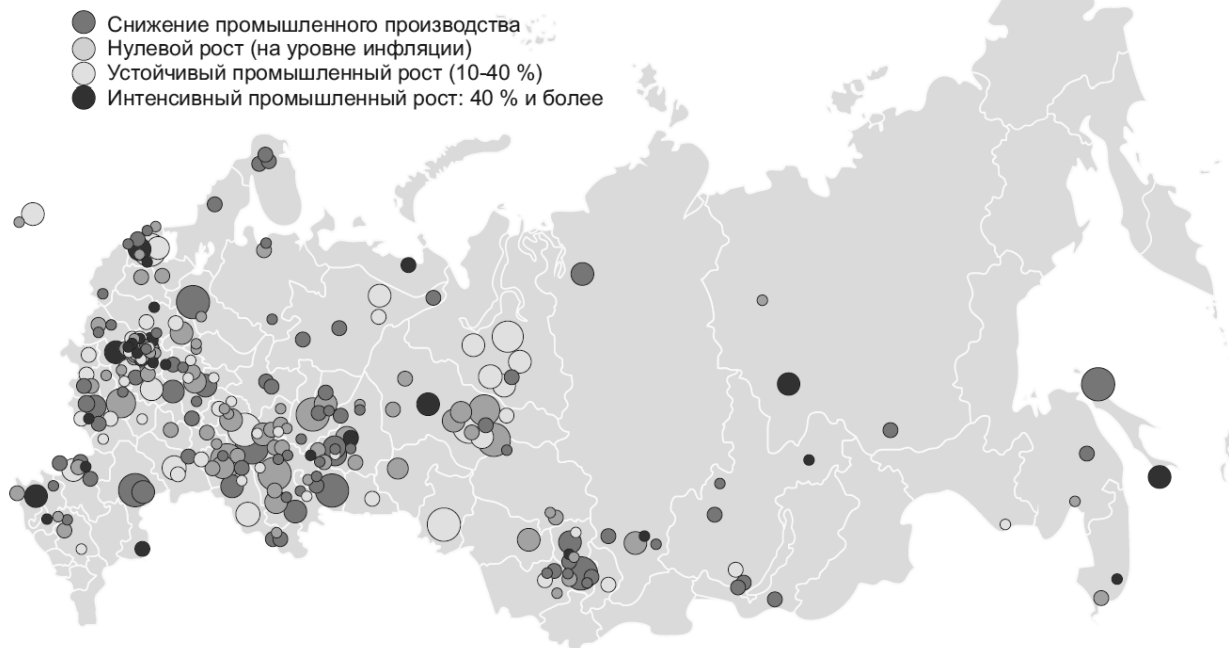 Снижение промышленного производства
Нулевой рост (на уровне инфляции)
Устойчивый промышленный рост (10-40 %)
Интенсивный промышленный рост: 40 % и более